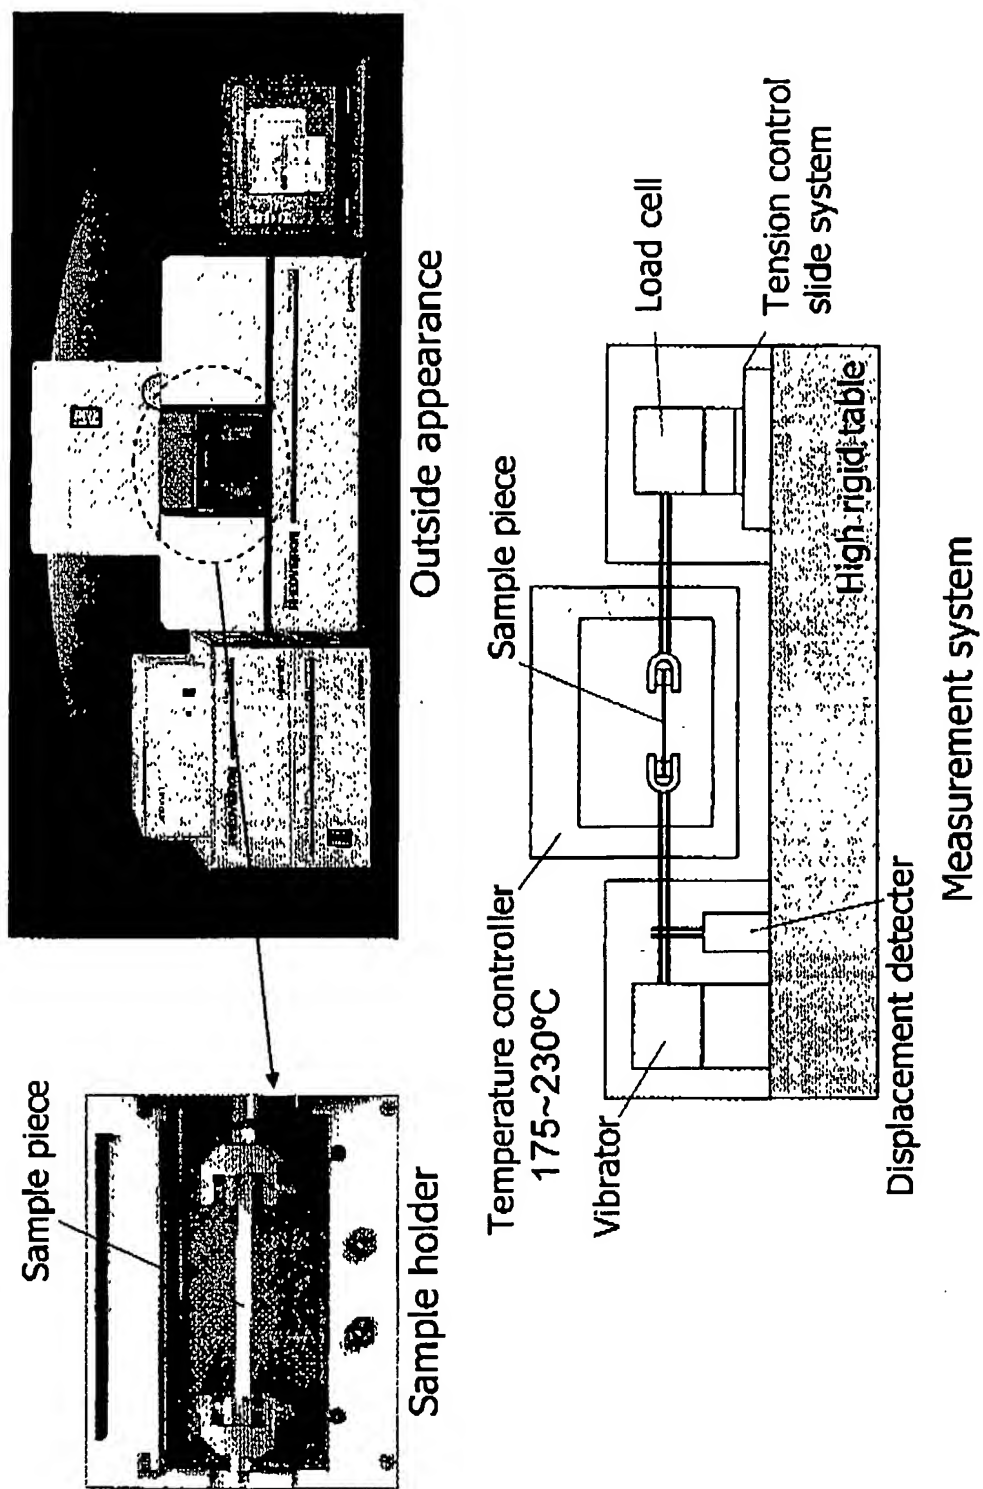 Sample piece
Sample holder
Outside appearance
Temperature controller
175~230ºC
Vibrator
Sample piece
Load cell
Tension control
slide system
High rigid table
Displacement detecter
Measurement system